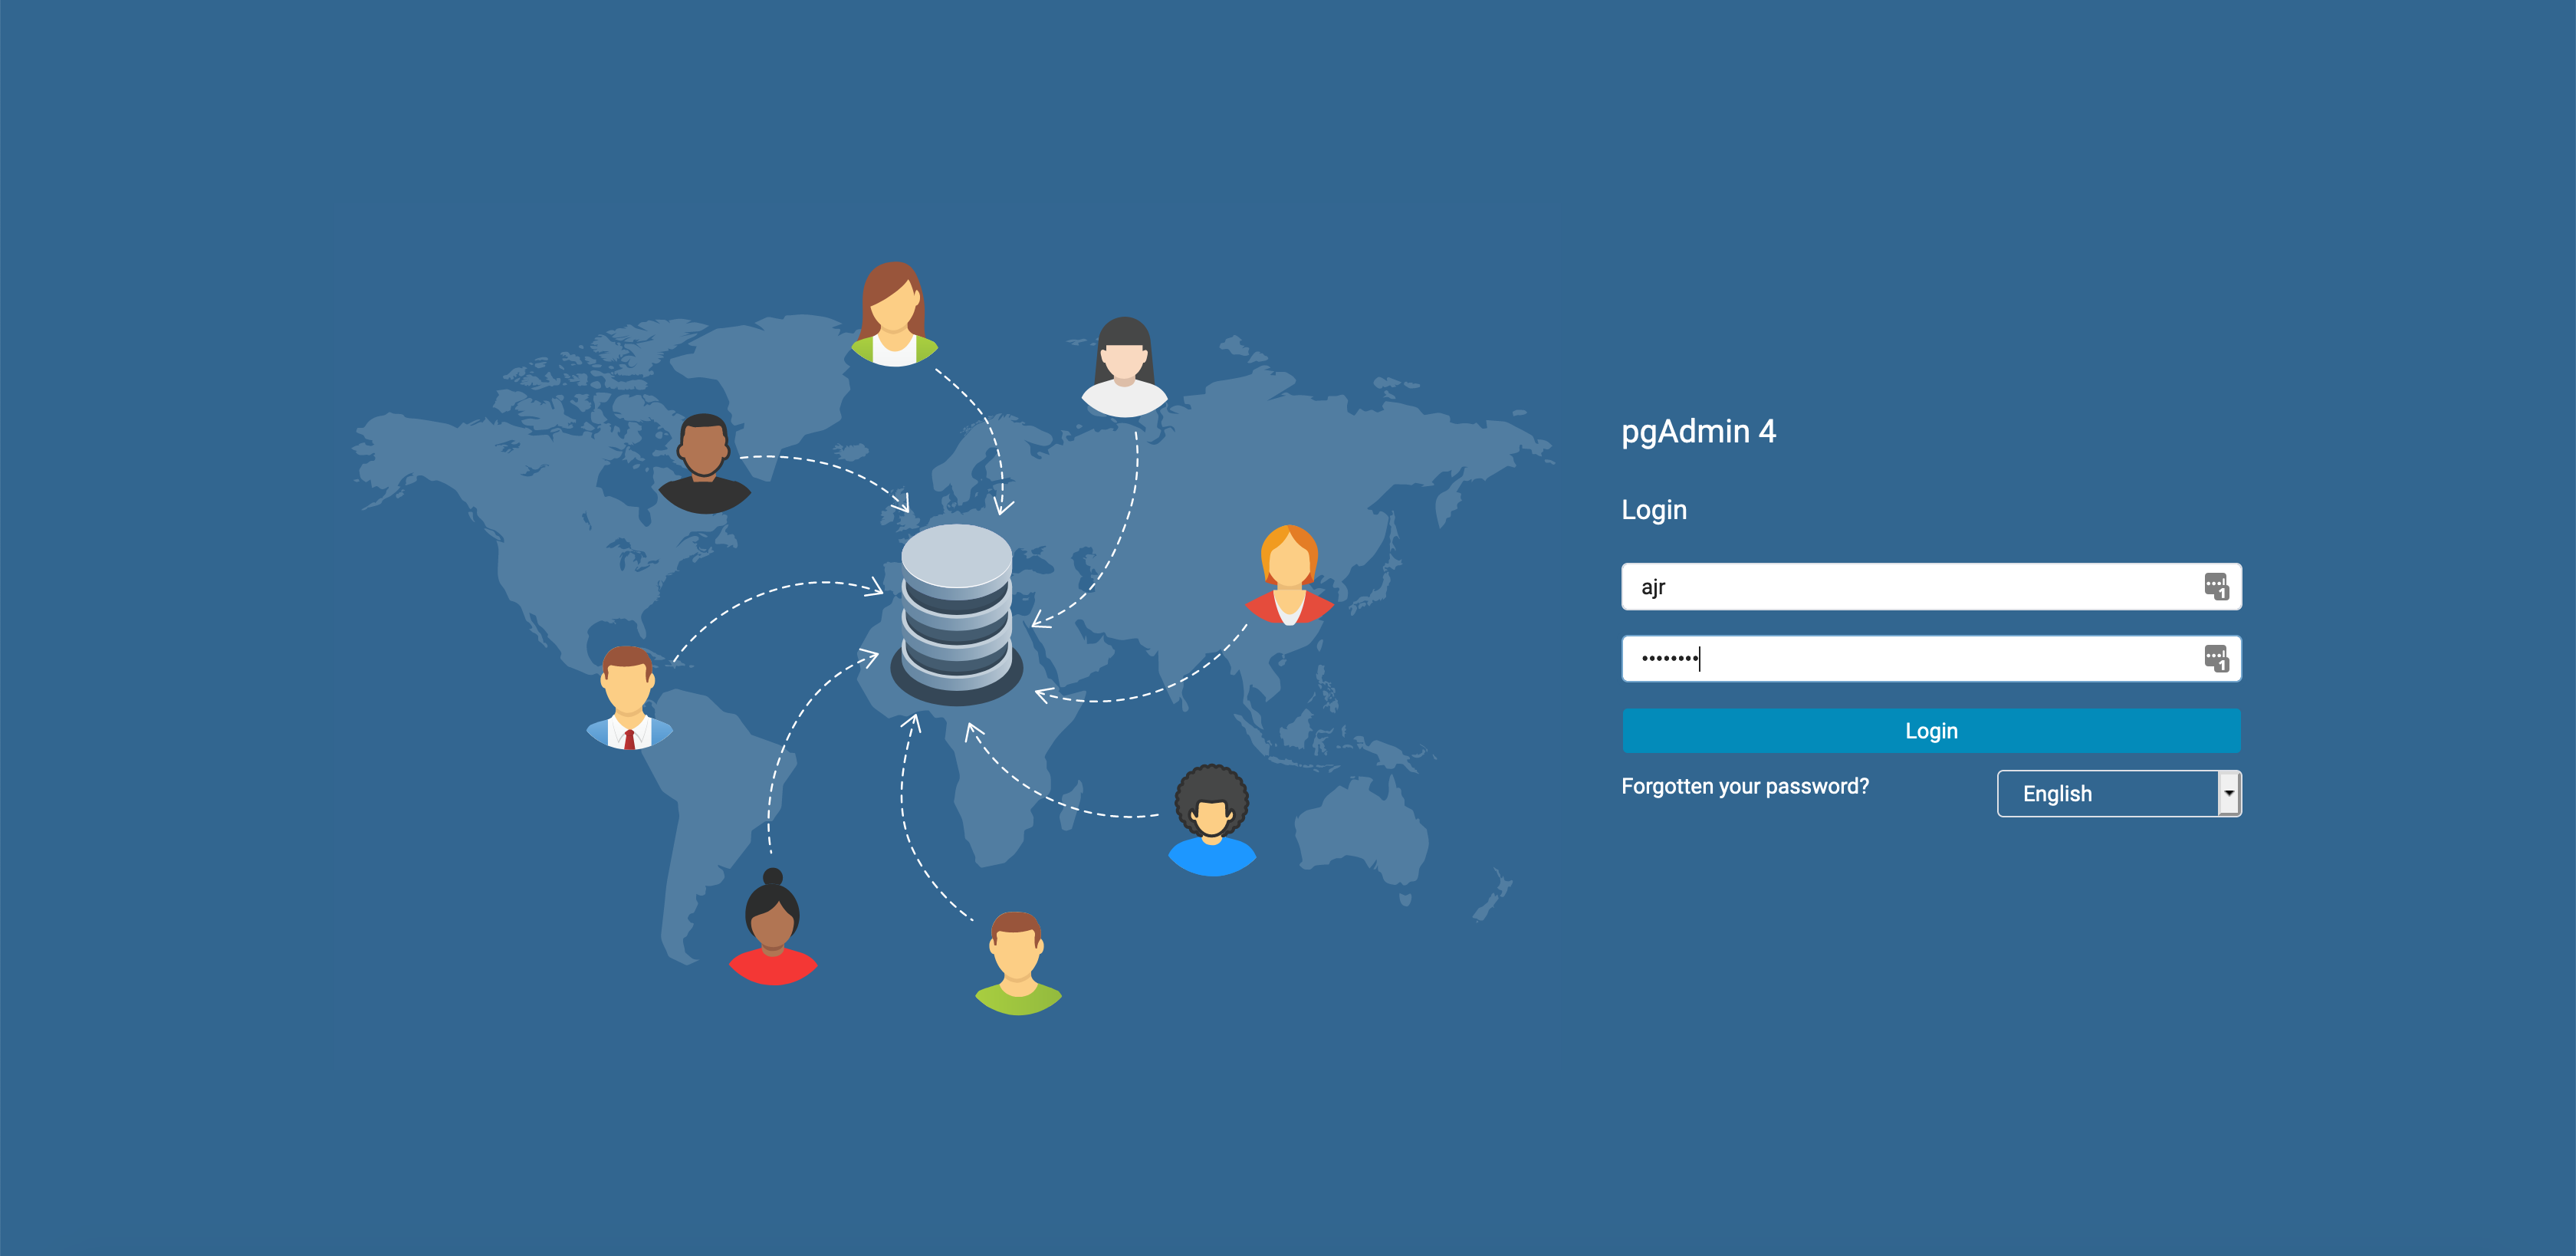 pgAdmin 4
Login
ajr
••••••••
Login
Forgotten your password?
English